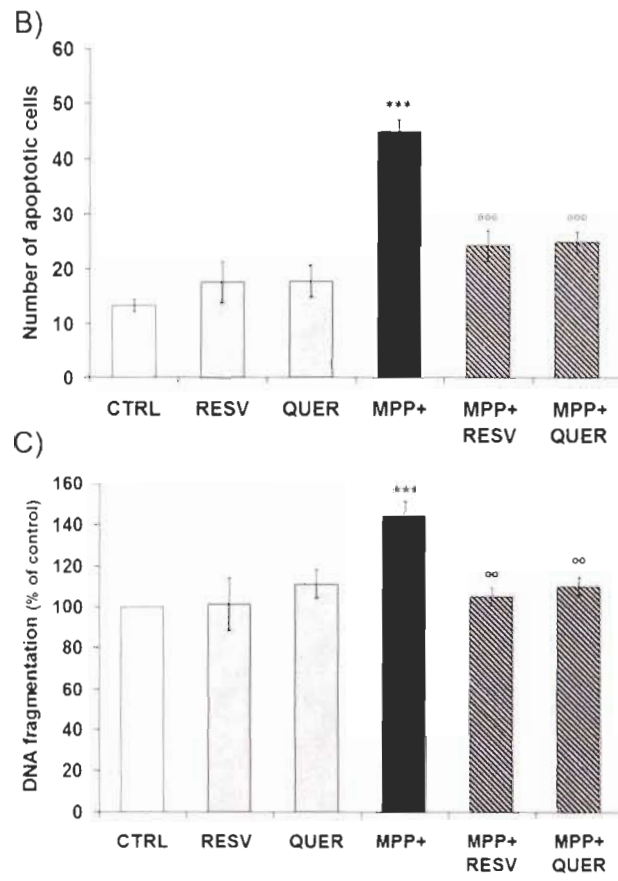 B)
Number of apoptotic cells
60
50
40
30
20
10
0
***
°°°
°°°
CTRL RESV QUER MPP+ MPP+ MPP+
RESV QUER
C)
DNA fragmentation (% of control)
160
140
120
100
80
60
40
20
0
***
°°
°°
CTRL RESV QUER MPP+ MPP+ MPP+
RESV QUER